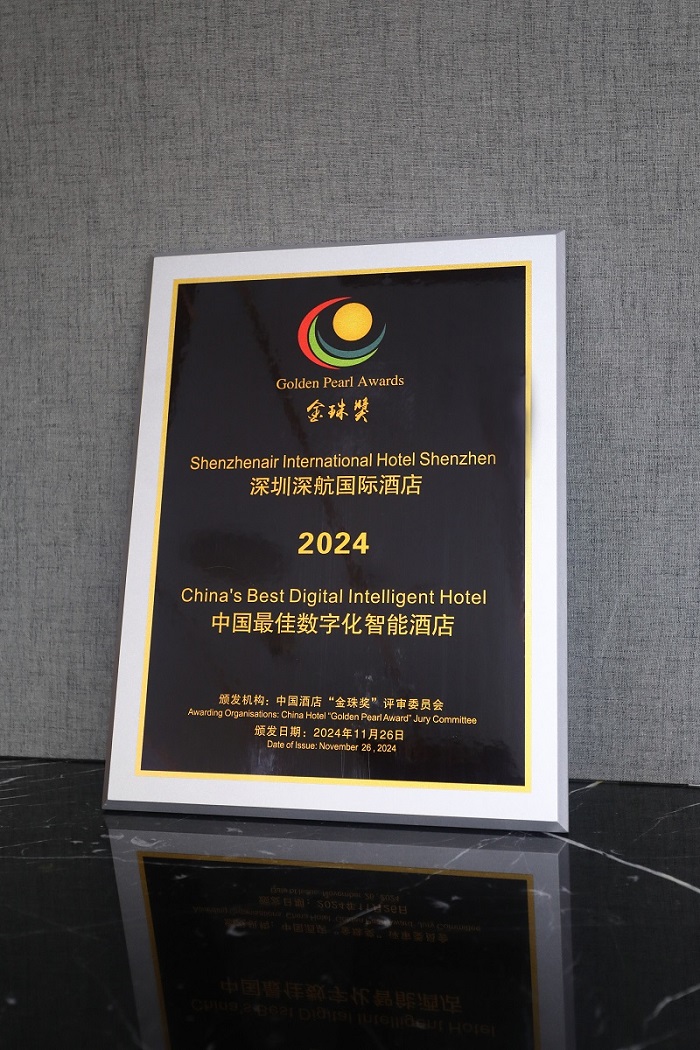 Golden Pearl Awards
金珠獎
Shenzhenair International Hotel Shenzhen
深圳深航国际酒店
2024
China's Best Digital Intelligent Hotel
中国最佳数字化智能酒店
颁发机构：中国酒店“金珠奖”评审委员会
Awarding Organisations: China Hotel “Golden Pearl Award” Jury Committee
颁发日期：2024年11月26日
Date of Issue: November 26 , 2024